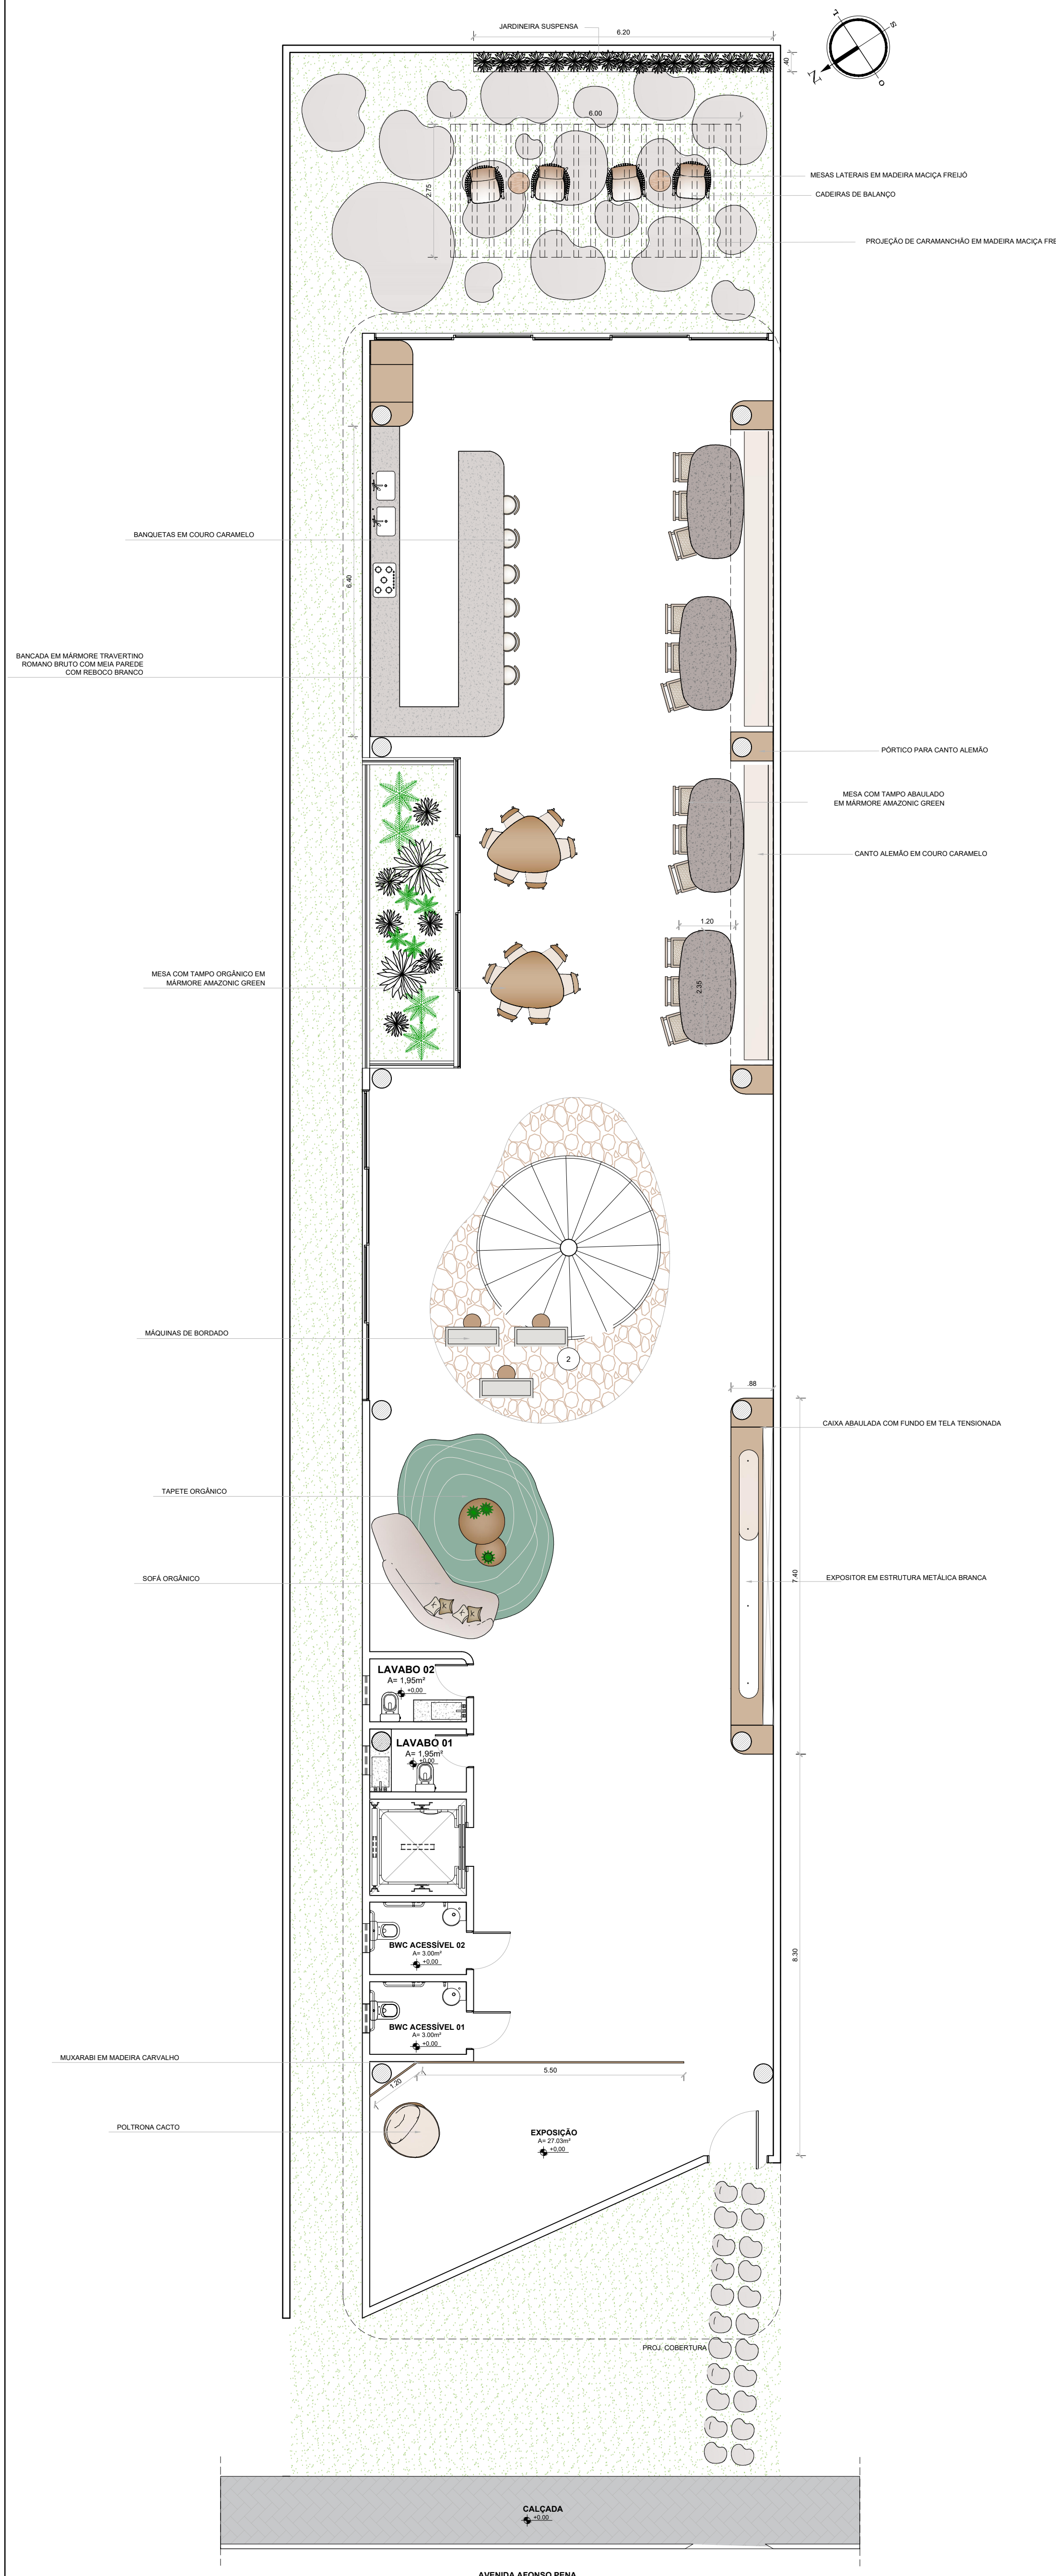 JARDINEIRA SUSPENSA
6.20
.40
L
S
N
O
6.00
2.75
MESAS LATERAIS EM MADEIRA MACIÇA FREIJÓ
CADEIRAS DE BALANÇO
PROJEÇÃO DE CARAMANCHÃO EM MADEIRA MACIÇA FRE
BANQUETAS EM COURO CARAMELO
6.40
BANCADA EM MÁRMORE TRAVERTINO
ROMANO BRUTO COM MEIA PAREDE
COM REBOCO BRANCO
PÓRTICO PARA CANTO ALEMÃO
MESA COM TAMPO ABAULADO
EM MÁRMORE AMAZONIC GREEN
CANTO ALEMÃO EM COURO CARAMELO
1.20
2.35
MESA COM TAMPO ORGÂNICO EM
MÁRMORE AMAZONIC GREEN
MÁQUINAS DE BORDADO
2
.88
CAIXA ABAULADA COM FUNDO EM TELA TENSIONADA
TAPETE ORGÂNICO
7.40
SOFÁ ORGÂNICO
EXPOSITOR EM ESTRUTURA METÁLICA BRANCA
K
K
LAVABO 02
A= 1,95m²
+0,00
LAVABO 01
A= 1,95m²
+0,00
BWC ACESSÍVEL 02
A= 3.00m²
+0,00
8.30
BWC ACESSÍVEL 01
A= 3.00m²
+0,00
MUXARABI EM MADEIRA CARVALHO
5.50
1.20
POLTRONA CACTO
EXPOSIÇÃO
A= 27.03m²
+0,00
PROJ. COBERTURA
CALÇADA
+0.00
AVENIDA AFONSO PENA